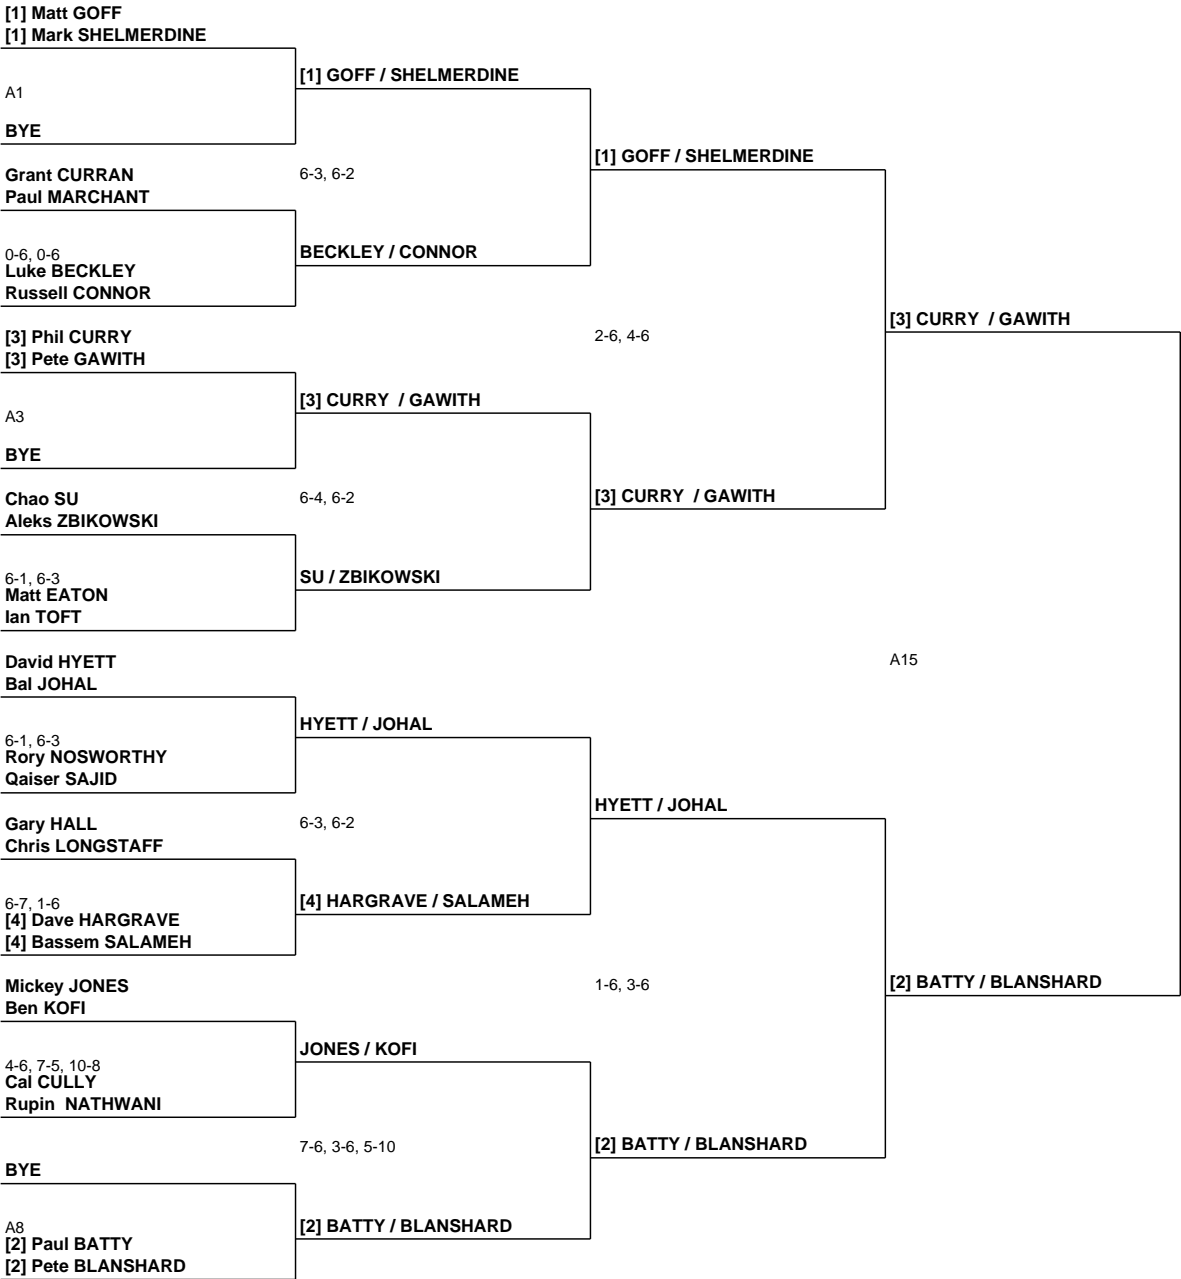 [1] Matt GOFF
[1] Mark SHELMERDINE
A1
BYE
Grant CURRAN
Paul MARCHANT
0-6, 0-6
Luke BECKLEY
Russell CONNOR
[3] Phil CURRY
[3] Pete GAWITH
A3
BYE
Chao SU
Aleks ZBIKOWSKI
6-1, 6-3
Matt EATON
Ian TOFT
David HYETT
Bal JOHAL
6-1, 6-3
Rory NOSWORTHY
Qaiser SAJID
Gary HALL
Chris LONGSTAFF
6-7, 1-6
[4] Dave HARGRAVE
[4] Bassem SALAMEH
Mickey JONES
Ben KOFI
4-6, 7-5, 10-8
Cal CULLY
Rupin  NATHWANI
BYE
A8
[2] Paul BATTY
[2] Pete BLANSHARD
[1] GOFF / SHELMERDINE
6-3, 6-2
BECKLEY / CONNOR
[3] CURRY  / GAWITH
6-4, 6-2
SU / ZBIKOWSKI
HYETT / JOHAL
6-3, 6-2
[4] HARGRAVE / SALAMEH
JONES / KOFI
7-6, 3-6, 5-10
[2] BATTY / BLANSHARD
[1] GOFF / SHELMERDINE
2-6, 4-6
[3] CURRY  / GAWITH
HYETT / JOHAL
1-6, 3-6
[2] BATTY / BLANSHARD
[3] CURRY  / GAWITH
A15
[2] BATTY / BLANSHARD